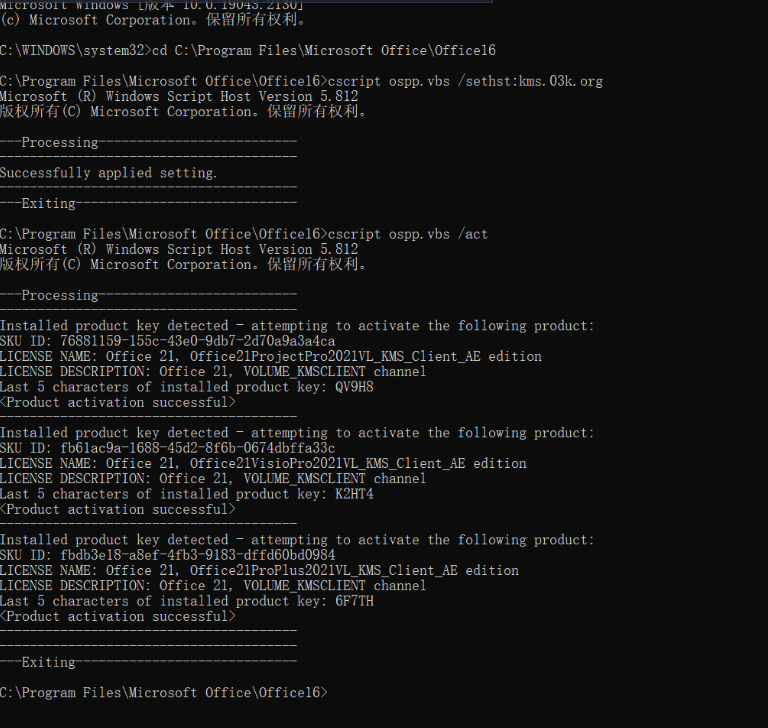 Microsoft Windows [版本 10.0.19043.2130]
(c) Microsoft Corporation。保留所有权利。
C:\WINDOWS\system32>cd C:\Program Files\Microsoft Office\Office16
C:\Program Files\Microsoft Office\Office16>cscript ospp.vbs /sethst:kms.03k.org
Microsoft (R) Windows Script Host Version 5.812
版权所有(C) Microsoft Corporation。保留所有权利。
---Processing--------------------------
---------------------------------------
Successfully applied setting.
---------------------------------------
---Exiting-----------------------------
C:\Program Files\Microsoft Office\Office16>cscript ospp.vbs /act
Microsoft (R) Windows Script Host Version 5.812
版权所有(C) Microsoft Corporation。保留所有权利。
---Processing--------------------------
---------------------------------------
Installed product key detected - attempting to activate the following product:
SKU ID: 76881159-155c-43e0-9db7-2d70a9a3a4ca
LICENSE NAME: Office 21, Office21ProjectPro2021VL_KMS_Client_AE edition
LICENSE DESCRIPTION: Office 21, VOLUME_KMSCLIENT channel
Last 5 characters of installed product key: QV9H8
<Product activation successful>
---------------------------------------
Installed product key detected - attempting to activate the following product:
SKU ID: fb61ac9a-1688-45d2-8f6b-0674dbffa33c
LICENSE NAME: Office 21, Office21VisioPro2021VL_KMS_Client_AE edition
LICENSE DESCRIPTION: Office 21, VOLUME_KMSCLIENT channel
Last 5 characters of installed product key: K2HT4
<Product activation successful>
---------------------------------------
Installed product key detected - attempting to activate the following product:
SKU ID: fbdb3e18-a8ef-4fb3-9183-dffd60bd0984
LICENSE NAME: Office 21, Office21ProPlus2021VL_KMS_Client_AE edition
LICENSE DESCRIPTION: Office 21, VOLUME_KMSCLIENT channel
Last 5 characters of installed product key: 6F7TH
<Product activation successful>
---------------------------------------
---------------------------------------
---Exiting-----------------------------
C:\Program Files\Microsoft Office\Office16>